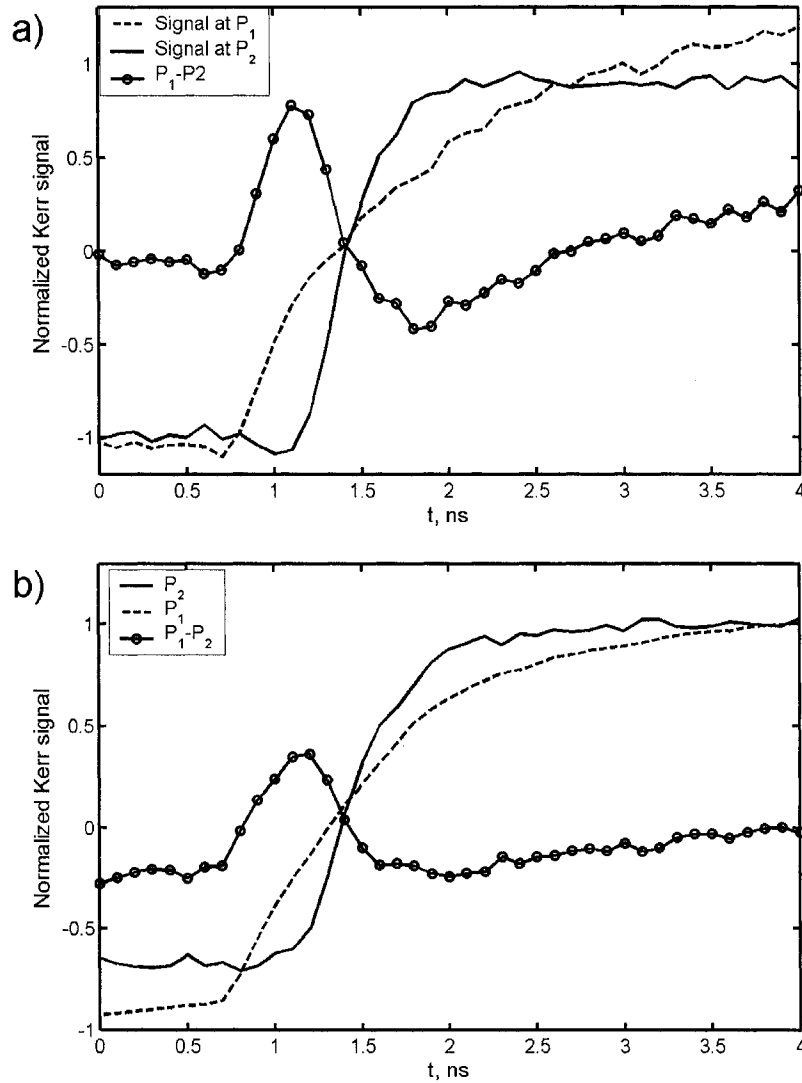 a)
Signal at P1
Signal at P2
P1-P2
Normalized Kerr signal
1
0.5
0
-0.5
-1
0 0.5 1 1.5 2 2.5 3 3.5 4
t, ns
b)
P2
P1
P1-P2
Normalized Kerr signal
1
0.5
0
-0.5
-1
0 0.5 1 1.5 2 2.5 3 3.5 4
t, ns